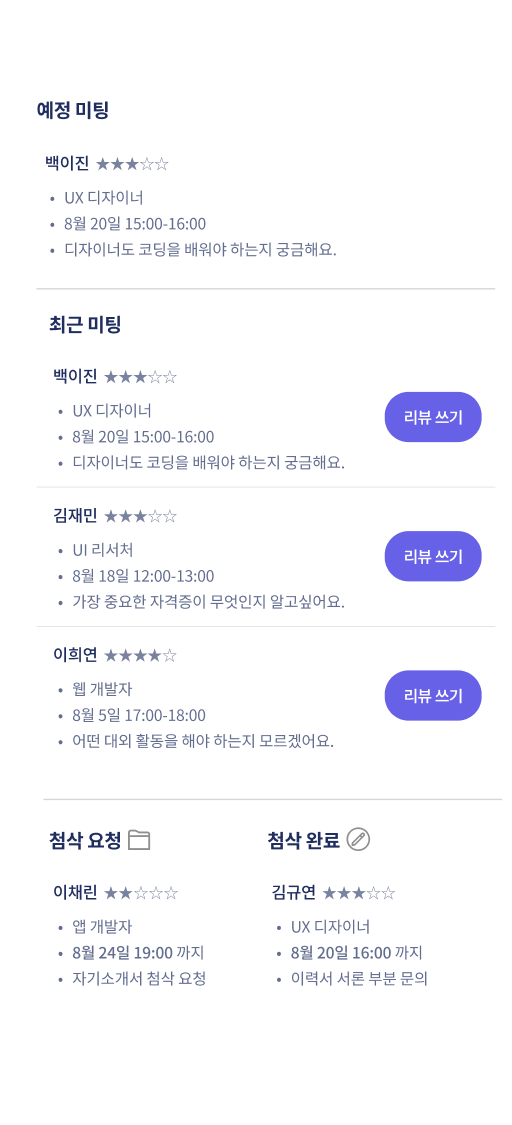 예정 미팅
백이진 ★★★☆☆
• UX 디자이너
• 8월 20일 15:00-16:00
• 디자이너도 코딩을 배워야 하는지 궁금해요.
최근 미팅
백이진 ★★★☆☆
• UX 디자이너
• 8월 20일 15:00-16:00
• 디자이너도 코딩을 배워야 하는지 궁금해요.
리뷰 쓰기
김재민 ★★★☆☆
• UI 리서처
• 8월 18일 12:00-13:00
• 가장 중요한 자격증이 무엇인지 알고싶어요.
리뷰 쓰기
이희연 ★★★★☆
• 웹 개발자
• 8월 5일 17:00-18:00
• 어떤 대외 활동을 해야 하는지 모르겠어요.
리뷰 쓰기
첨삭 요청
이채린 ★★☆☆☆
• 앱 개발자
• 8월 24일 19:00 까지
• 자기소개서 첨삭 요청
첨삭 완료
김규연 ★★★☆☆
• UX 디자이너
• 8월 20일 16:00 까지
• 이력서 서론 부분 문의